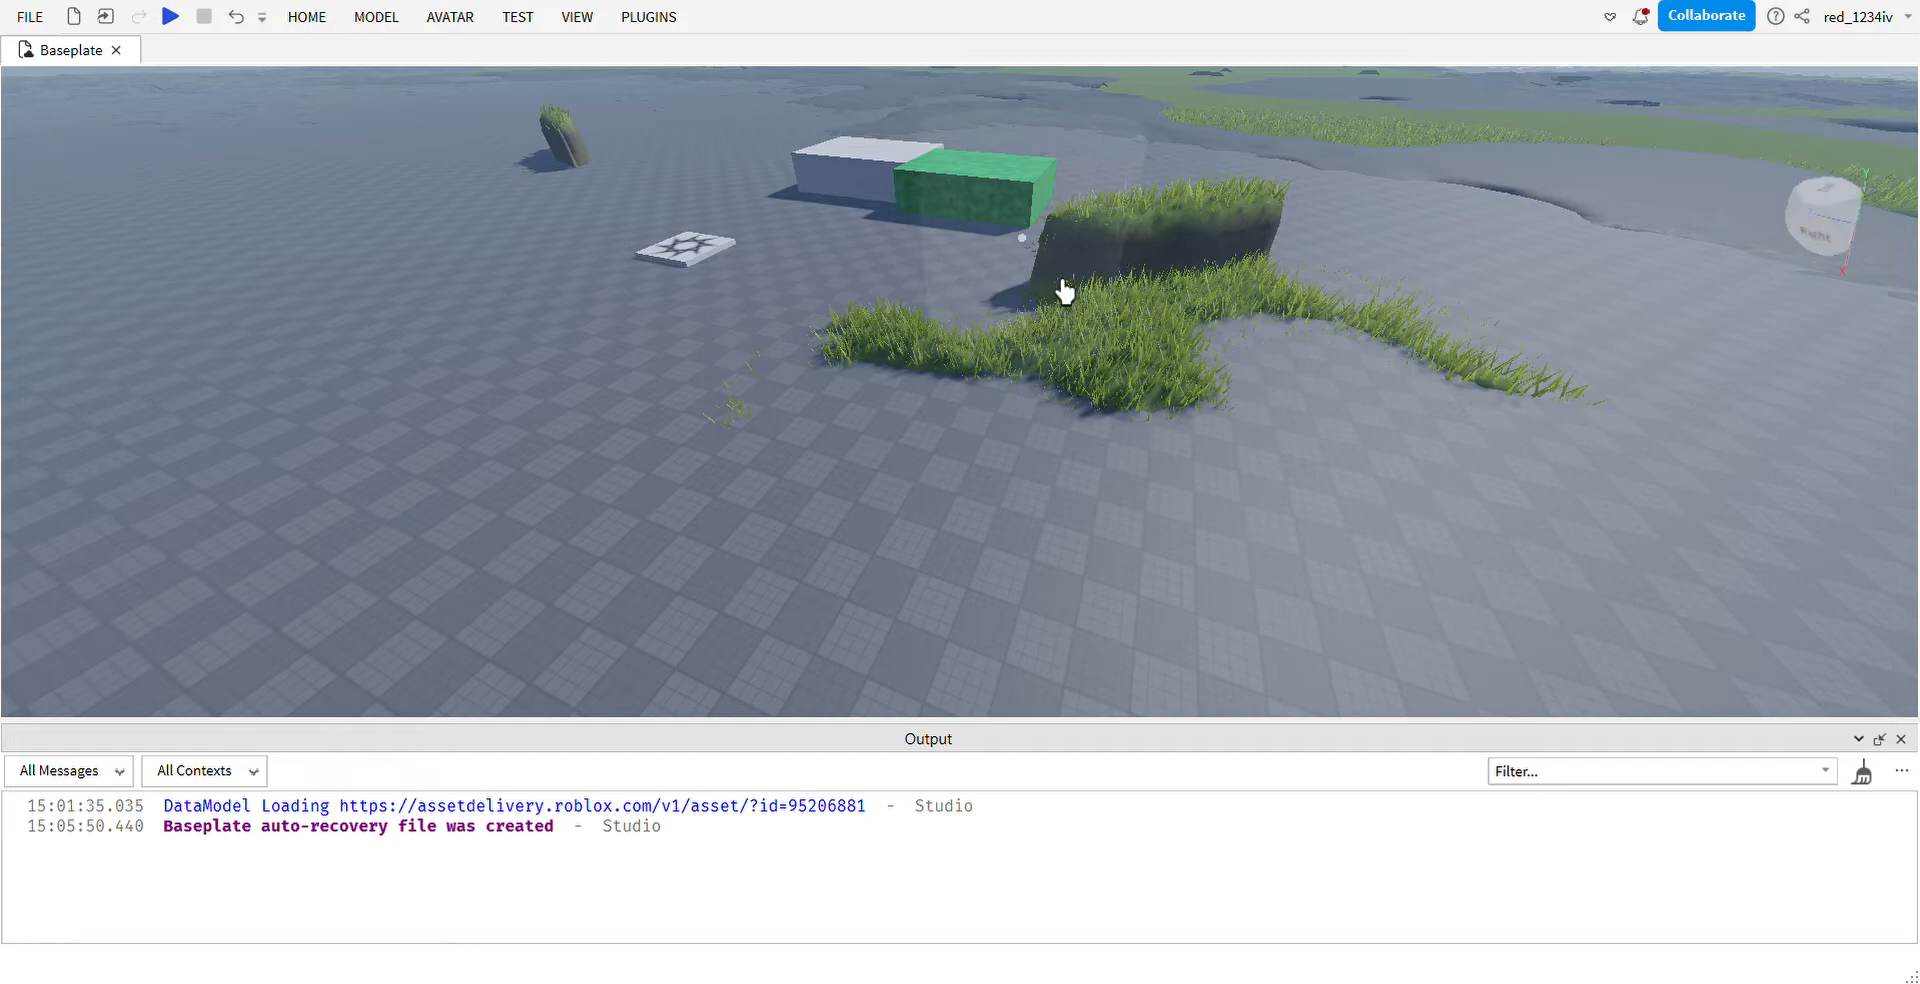 FILE HOME MODEL AVATAR TEST VIEW PLUGINS Collaborate red_1234iv
Baseplate
Y
Right
X
Output
All Messages All Contexts Filter...
15:01:35.035 DataModel Loading https://assetdelivery.roblox.com/v1/asset/?id=95206881 - Studio
15:05:50.440 Baseplate auto-recovery file was created - Studio